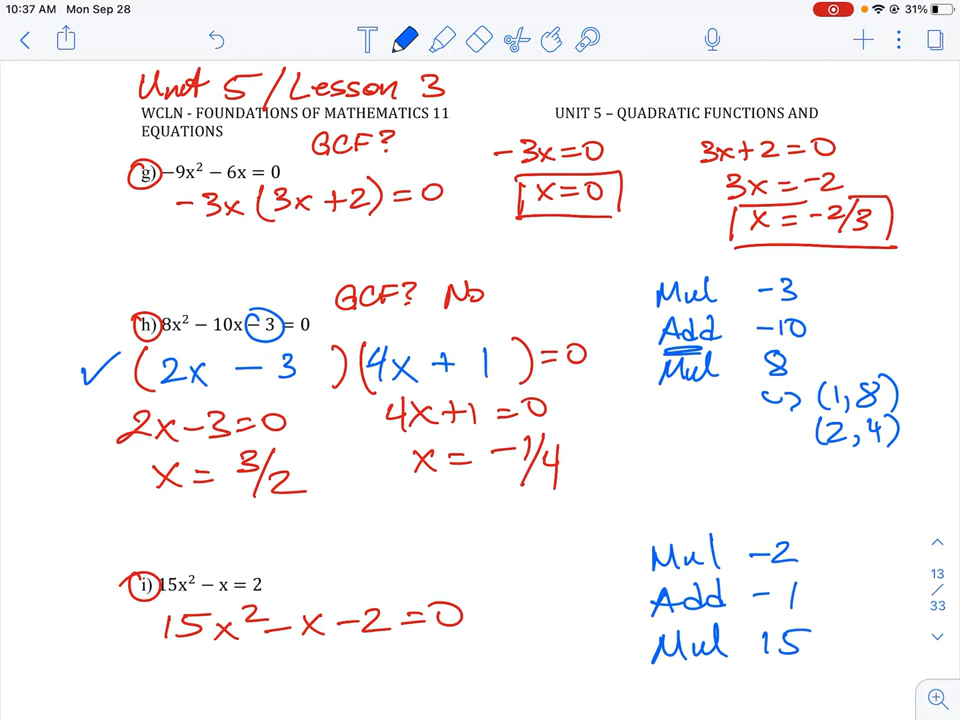 10:37 AM Mon Sep 28 31%
Unit 5 / Lesson 3
WCLN - FOUNDATIONS OF MATHEMATICS 11 UNIT 5 – QUADRATIC FUNCTIONS AND
EQUATIONS
GCF?
g) −9x² − 6x = 0
-3x (3x + 2) = 0
-3x = 0
x = 0
3x + 2 = 0
3x = -2
x = -2/3
GCF? No
h) 8x² − 10x − 3 = 0
✓ (2x - 3 )(4x + 1 ) = 0
2x - 3 = 0
x = 3/2
4x + 1 = 0
x = -1/4
Mul -3
Add -10
Mul 8
↪ (1, 8)
(2, 4)
i) 15x² − x = 2
15x² - x - 2 = 0
Mul -2
Add -1
Mul 15
13
/
33